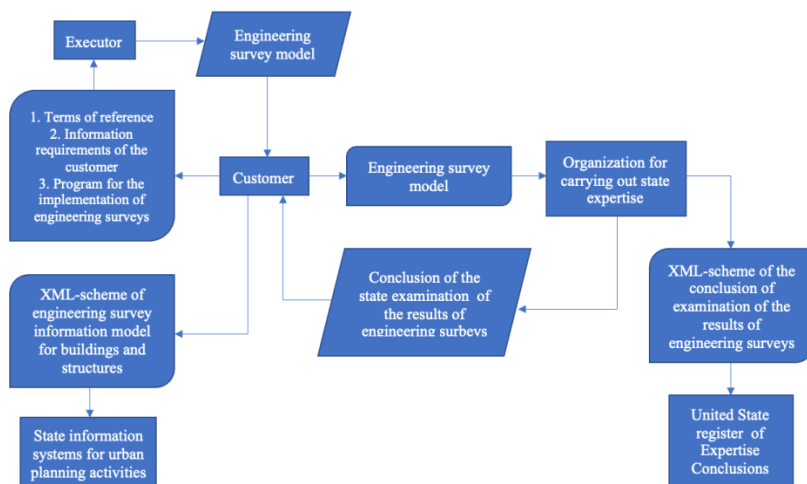 Executor
Engineering
survey model
1. Terms of reference
2. Information
requirements of the
customer
3. Program for the
implementation of
engineering surveys
Customer
Engineering survey
model
Organization for
carrying out state
expertise
XML-scheme of
engineering survey
information model
for buildings and
structures
Conclusion of the
state examination of
the results of
engineering surbeys
XML-scheme of the
conclusion of
examination of the
results of
engineering surveys
State information
systems for urban
planning activities
United State
register of
Expertise
Conclusions